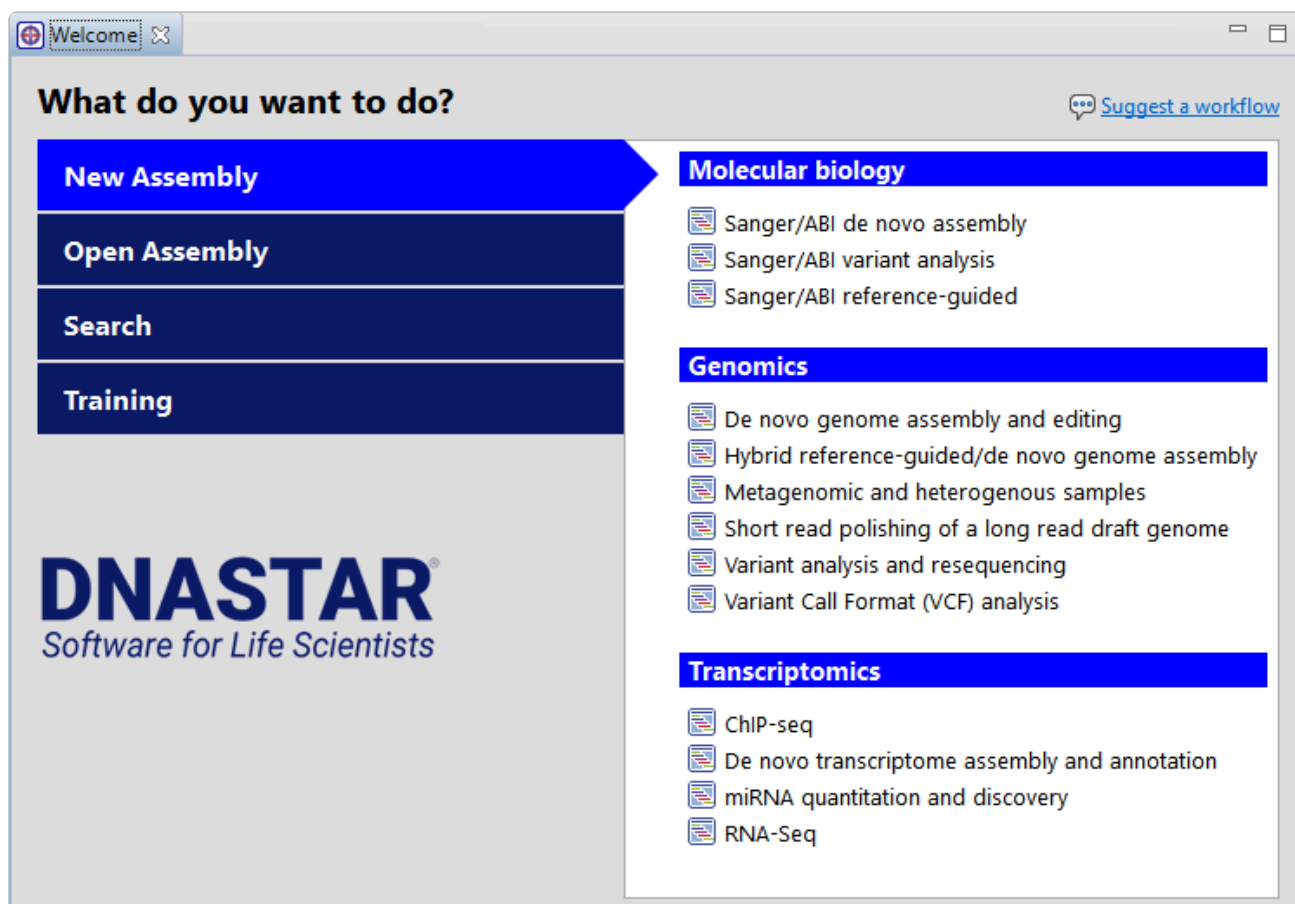 Welcome
What do you want to do?
Suggest a workflow
New Assembly
Open Assembly
Search
Training
DNASTAR®
Software for Life Scientists
Molecular biology
Sanger/ABI de novo assembly
Sanger/ABI variant analysis
Sanger/ABI reference-guided
Genomics
De novo genome assembly and editing
Hybrid reference-guided/de novo genome assembly
Metagenomic and heterogenous samples
Short read polishing of a long read draft genome
Variant analysis and resequencing
Variant Call Format (VCF) analysis
Transcriptomics
ChIP-seq
De novo transcriptome assembly and annotation
miRNA quantitation and discovery
RNA-Seq